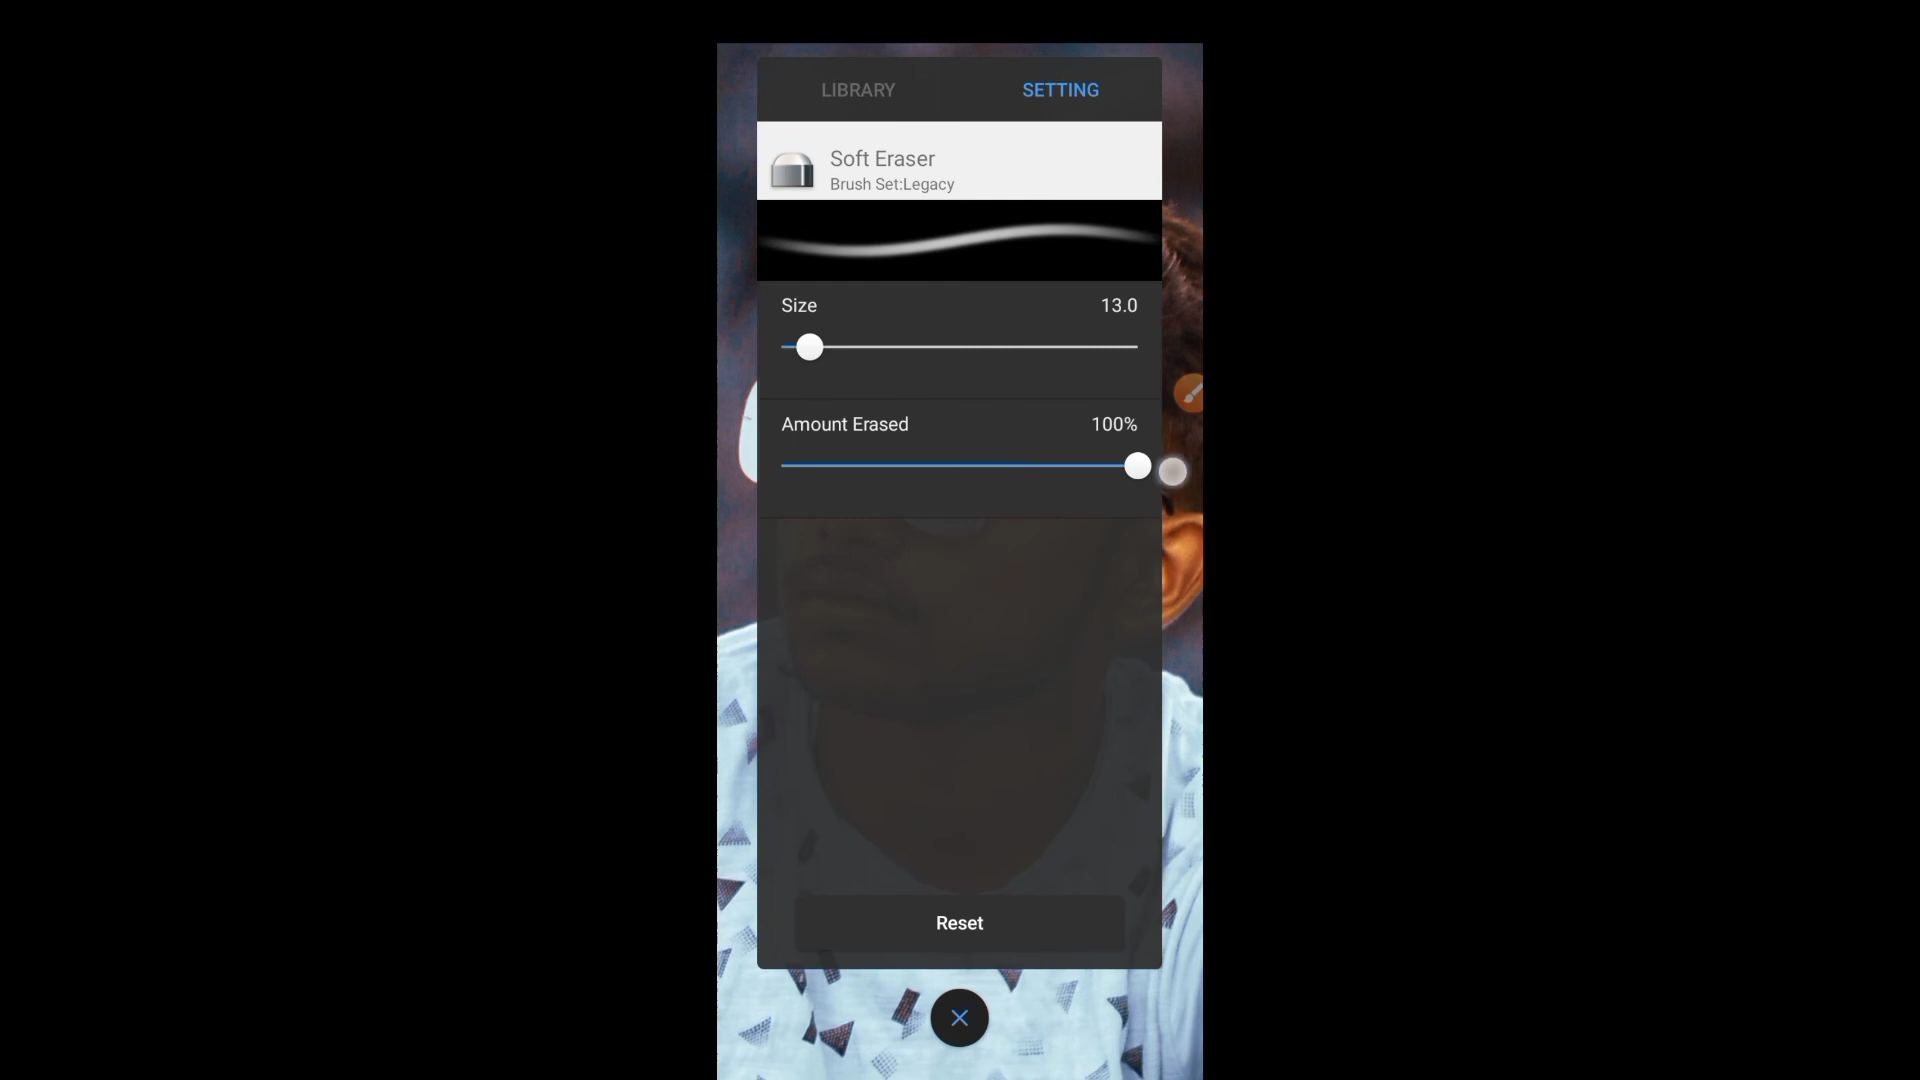 LIBRARY
SETTING
Soft Eraser
Brush Set:Legacy
Size
13.0
Amount Erased
100%
Reset